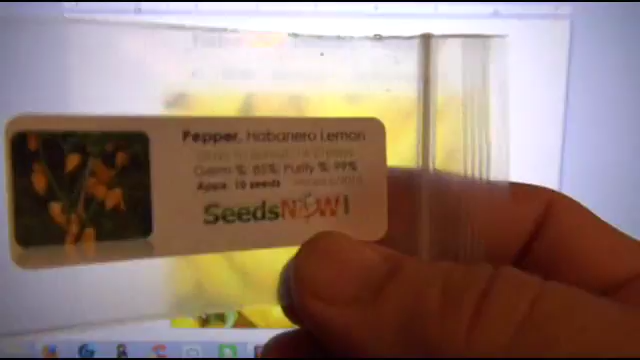 Pepper, Habanero Lemon
Germ %: 85% Purity %: 99%
Appx. 10 seeds
SeedsNOW!